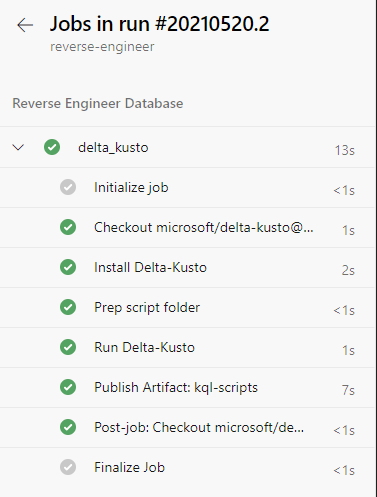 Jobs in run #20210520.2
reverse-engineer
Reverse Engineer Database
delta_kusto 13s
Initialize job <1s
Checkout microsoft/delta-kusto@... 1s
Install Delta-Kusto 2s
Prep script folder <1s
Run Delta-Kusto 1s
Publish Artifact: kql-scripts 7s
Post-job: Checkout microsoft/de... <1s
Finalize Job <1s